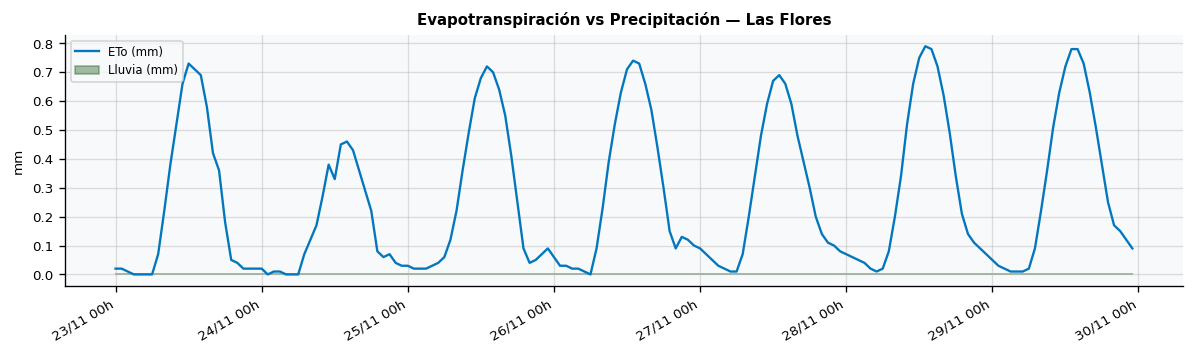 Evapotranspiración vs Precipitación — Las Flores
ETo (mm)
Lluvia (mm)
mm
0.8
0.7
0.6
0.5
0.4
0.3
0.2
0.1
0.0
23/11 00h
24/11 00h
25/11 00h
26/11 00h
27/11 00h
28/11 00h
29/11 00h
30/11 00h